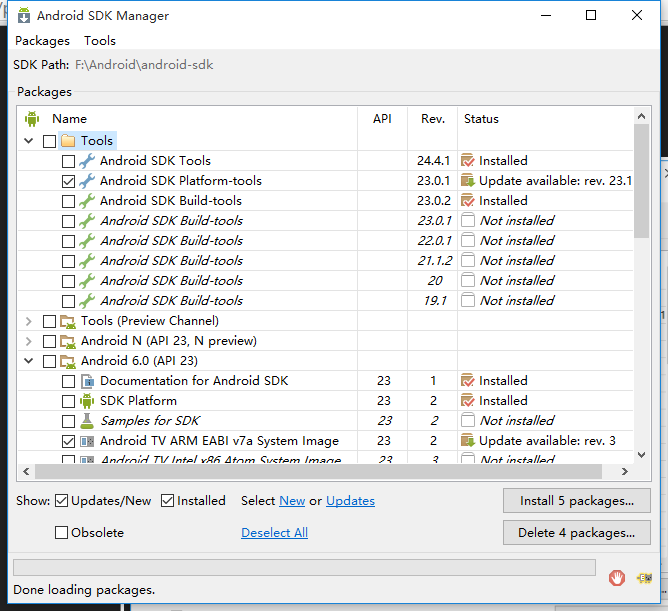 Android SDK Manager
Packages Tools
SDK Path: F:\Android\android-sdk
Packages
Name API Rev. Status
Tools
Android SDK Tools 24.4.1 Installed
Android SDK Platform-tools 23.0.1 Update available: rev. 23.1
Android SDK Build-tools 23.0.2 Installed
Android SDK Build-tools 23.0.1 Not installed
Android SDK Build-tools 22.0.1 Not installed
Android SDK Build-tools 21.1.2 Not installed
Android SDK Build-tools 20 Not installed
Android SDK Build-tools 19.1 Not installed
Tools (Preview Channel)
Android N (API 23, N preview)
Android 6.0 (API 23)
Documentation for Android SDK 23 1 Installed
SDK Platform 23 2 Installed
Samples for SDK 23 2 Not installed
Android TV ARM EABI v7a System Image 23 2 Update available: rev. 3
Android TV Intel x86 Atom System Image 23 3 Not installed
Show: Updates/New Installed Select New or Updates Install 5 packages...
Obsolete Deselect All Delete 4 packages...
Done loading packages.